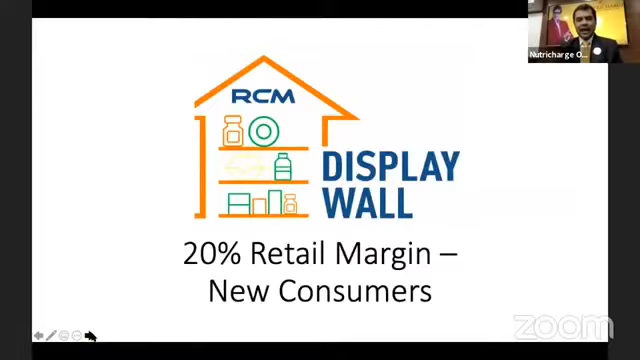 RCM
DISPLAY
WALL
20% Retail Margin –
New Consumers
Nutricharge O...
zoom